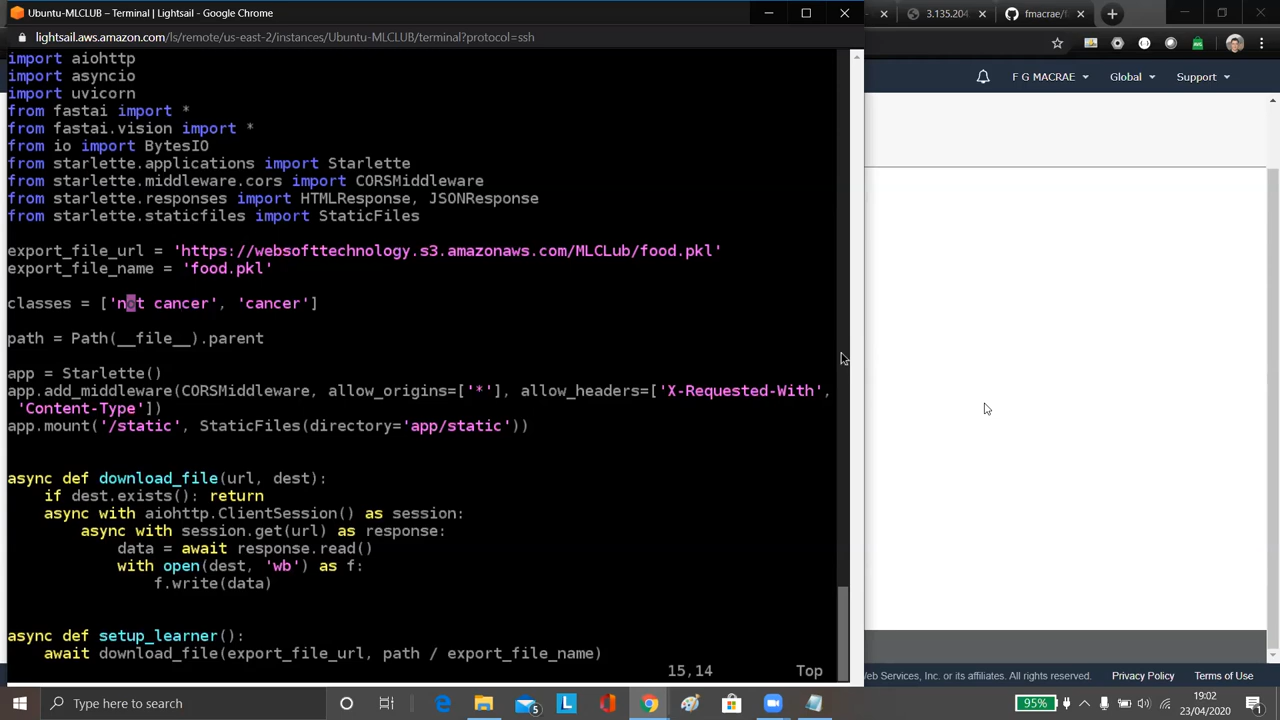 Ubuntu-MLCLUB – Terminal | Lightsail - Google Chrome
3.135.204
fmacrae/
lightsail.aws.amazon.com/ls/remote/us-east-2/instances/Ubuntu-MLCLUB/terminal?protocol=ssh
F G MACRAE
Global
Support
import aiohttp
import asyncio
import uvicorn
from fastai import *
from fastai.vision import *
from io import BytesIO
from starlette.applications import Starlette
from starlette.middleware.cors import CORSMiddleware
from starlette.responses import HTMLResponse, JSONResponse
from starlette.staticfiles import StaticFiles
export_file_url = 'https://websofttechnology.s3.amazonaws.com/MLCLub/food.pkl'
export_file_name = 'food.pkl'
classes = ['not cancer', 'cancer']
path = Path(__file__).parent
app = Starlette()
app.add_middleware(CORSMiddleware, allow_origins=['*'], allow_headers=['X-Requested-With',
'Content-Type'])
app.mount('/static', StaticFiles(directory='app/static'))
async def download_file(url, dest):
if dest.exists(): return
async with aiohttp.ClientSession() as session:
async with session.get(url) as response:
data = await response.read()
with open(dest, 'wb') as f:
f.write(data)
async def setup_learner():
await download_file(export_file_url, path / export_file_name)
15,14
Top
Web Services, Inc. or its affiliates. All rights reserved.
Privacy Policy
Terms of Use
Type here to search
5
L
95%
19:02
23/04/2020
1